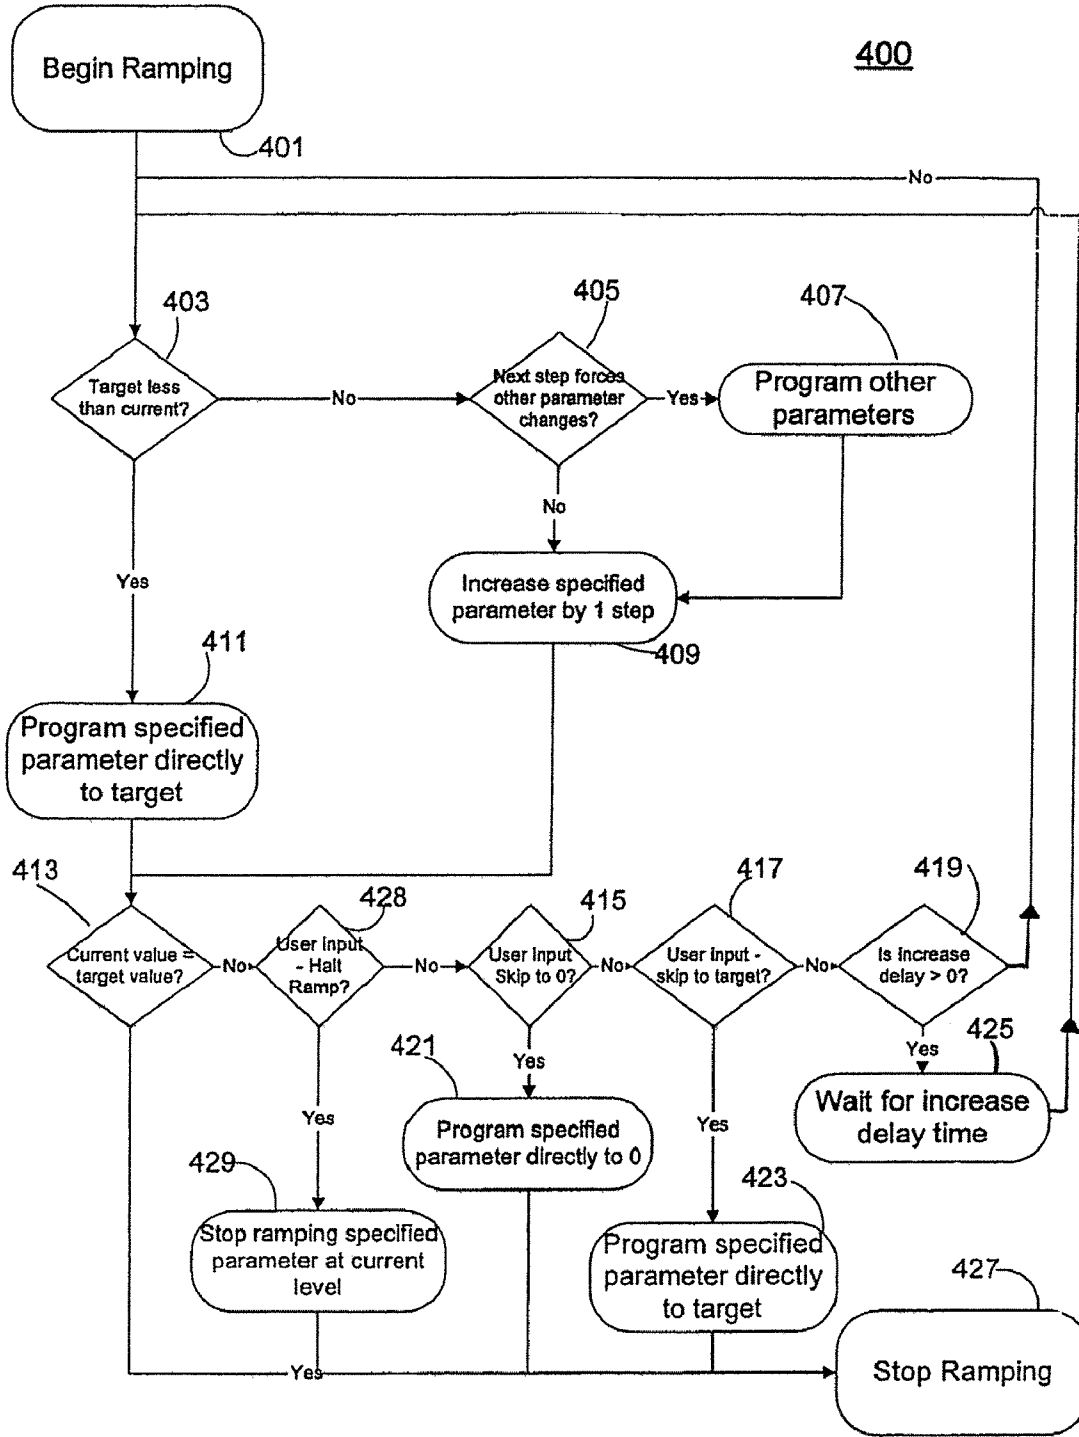 Begin Ramping
400
401
No
403
405
407
Target less
than current?
No
Next step forces
other parameter
changes?
Yes
Program other
parameters
No
Yes
Increase specified
parameter by 1 step
409
411
Program specified
parameter directly
to target
413
428
415
417
419
Current value =
target value?
No
User input
- Halt
Ramp?
No
User input
Skip to 0?
No
User input -
skip to target?
No
Is increase
delay > 0?
421
Yes
Yes
425
Wait for increase
delay time
Yes
Program specified
parameter directly to 0
Yes
429
423
Stop ramping specified
parameter at current
level
Program specified
parameter directly
to target
427
Yes
Stop Ramping